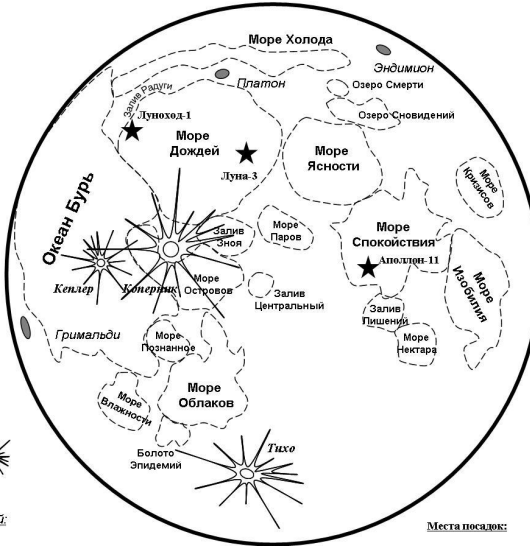 Море Холода
Эндимион
Платон
Озеро Смерти
Залив Радуги
Озеро Сновидений
Луноход-1
Море
Дождей
Луна-3
Море
Ясности
Море
Кризисов
Океан Бурь
Залив
Зноя
Море
Паров
Море
Спокойствия
Аполлон-11
Море
Изобилия
Кеплер
Коперник
Море
Островов
Залив
Центральный
Залив
Лишений
Гримальди
Море
Познанное
Море
Нектара
Море
Влажности
Море
Облаков
Болото
Эпидемий
Тихо
й:
Места посадок: